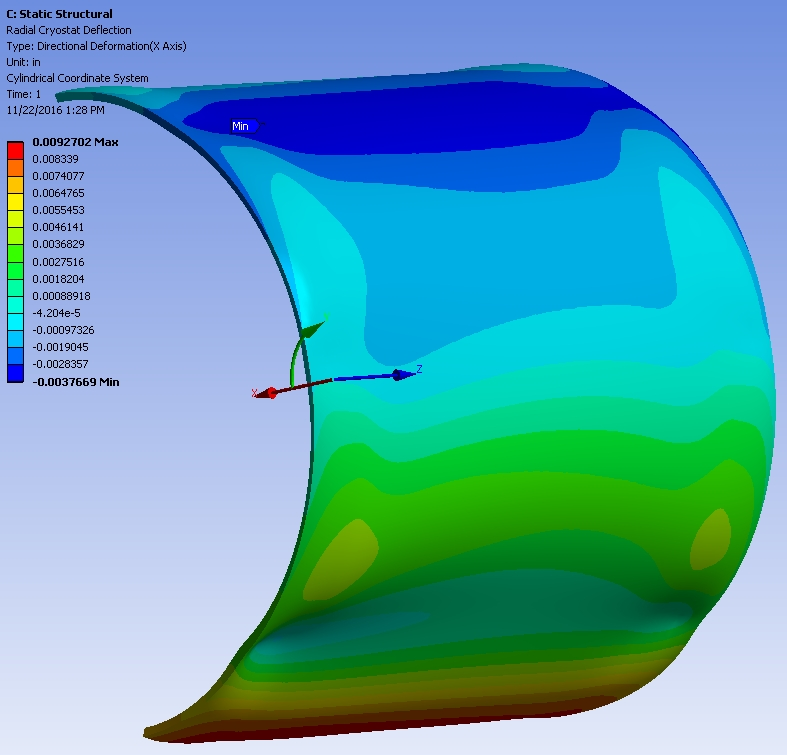 C: Static Structural
Radial Cryostat Deflection
Type: Directional Deformation(X Axis)
Unit: in
Cylindrical Coordinate System
Time: 1
11/22/2016 1:28 PM
0.0092702 Max
0.008339
0.0074077
0.0064765
0.0055453
0.0046141
0.0036829
0.0027516
0.0018204
0.00088918
-4.204e-5
-0.00097326
-0.0019045
-0.0028357
-0.0037669 Min
Min
Y
Z
X